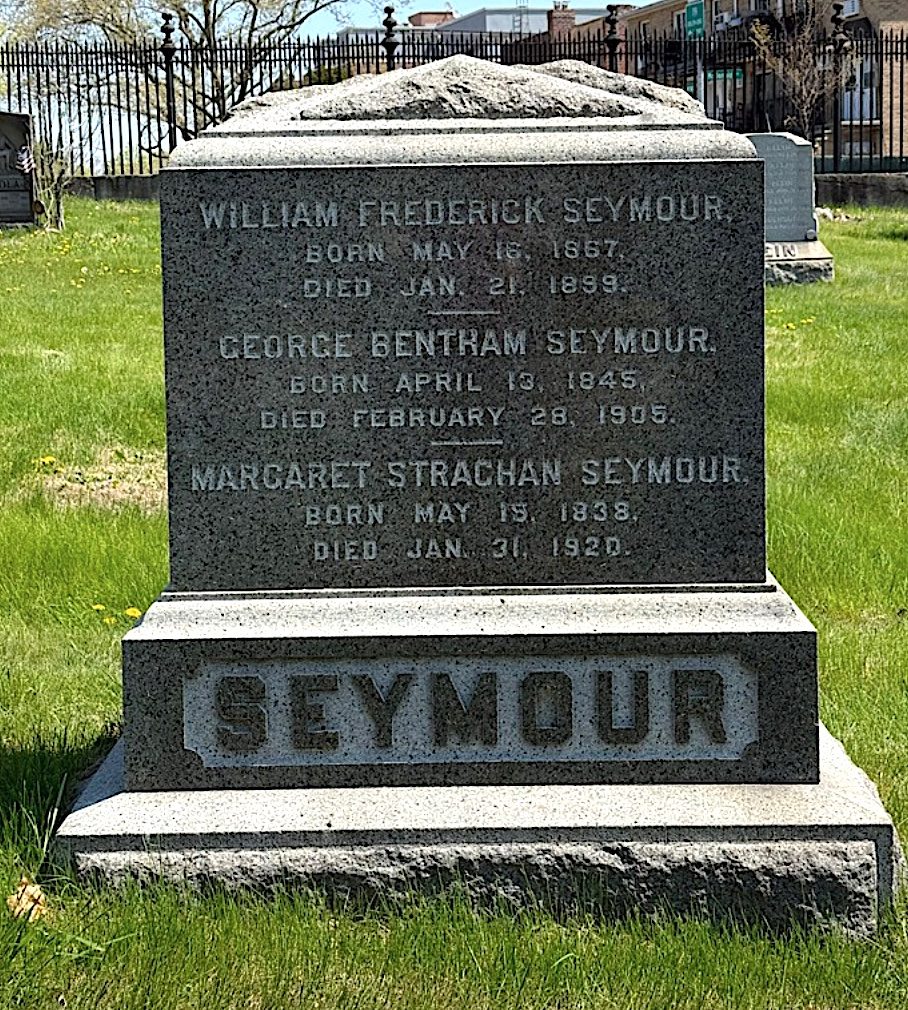 WILLIAM FREDERICK SEYMOUR,
BORN MAY 16, 1867,
DIED JAN. 21, 1899.
GEORGE BENTHAM SEYMOUR,
BORN APRIL 13, 1845,
DIED FEBRUARY 28, 1905.
MARGARET STRACHAN SEYMOUR,
BORN MAY 15, 1838,
DIED JAN. 31, 1920.
SEYMOUR